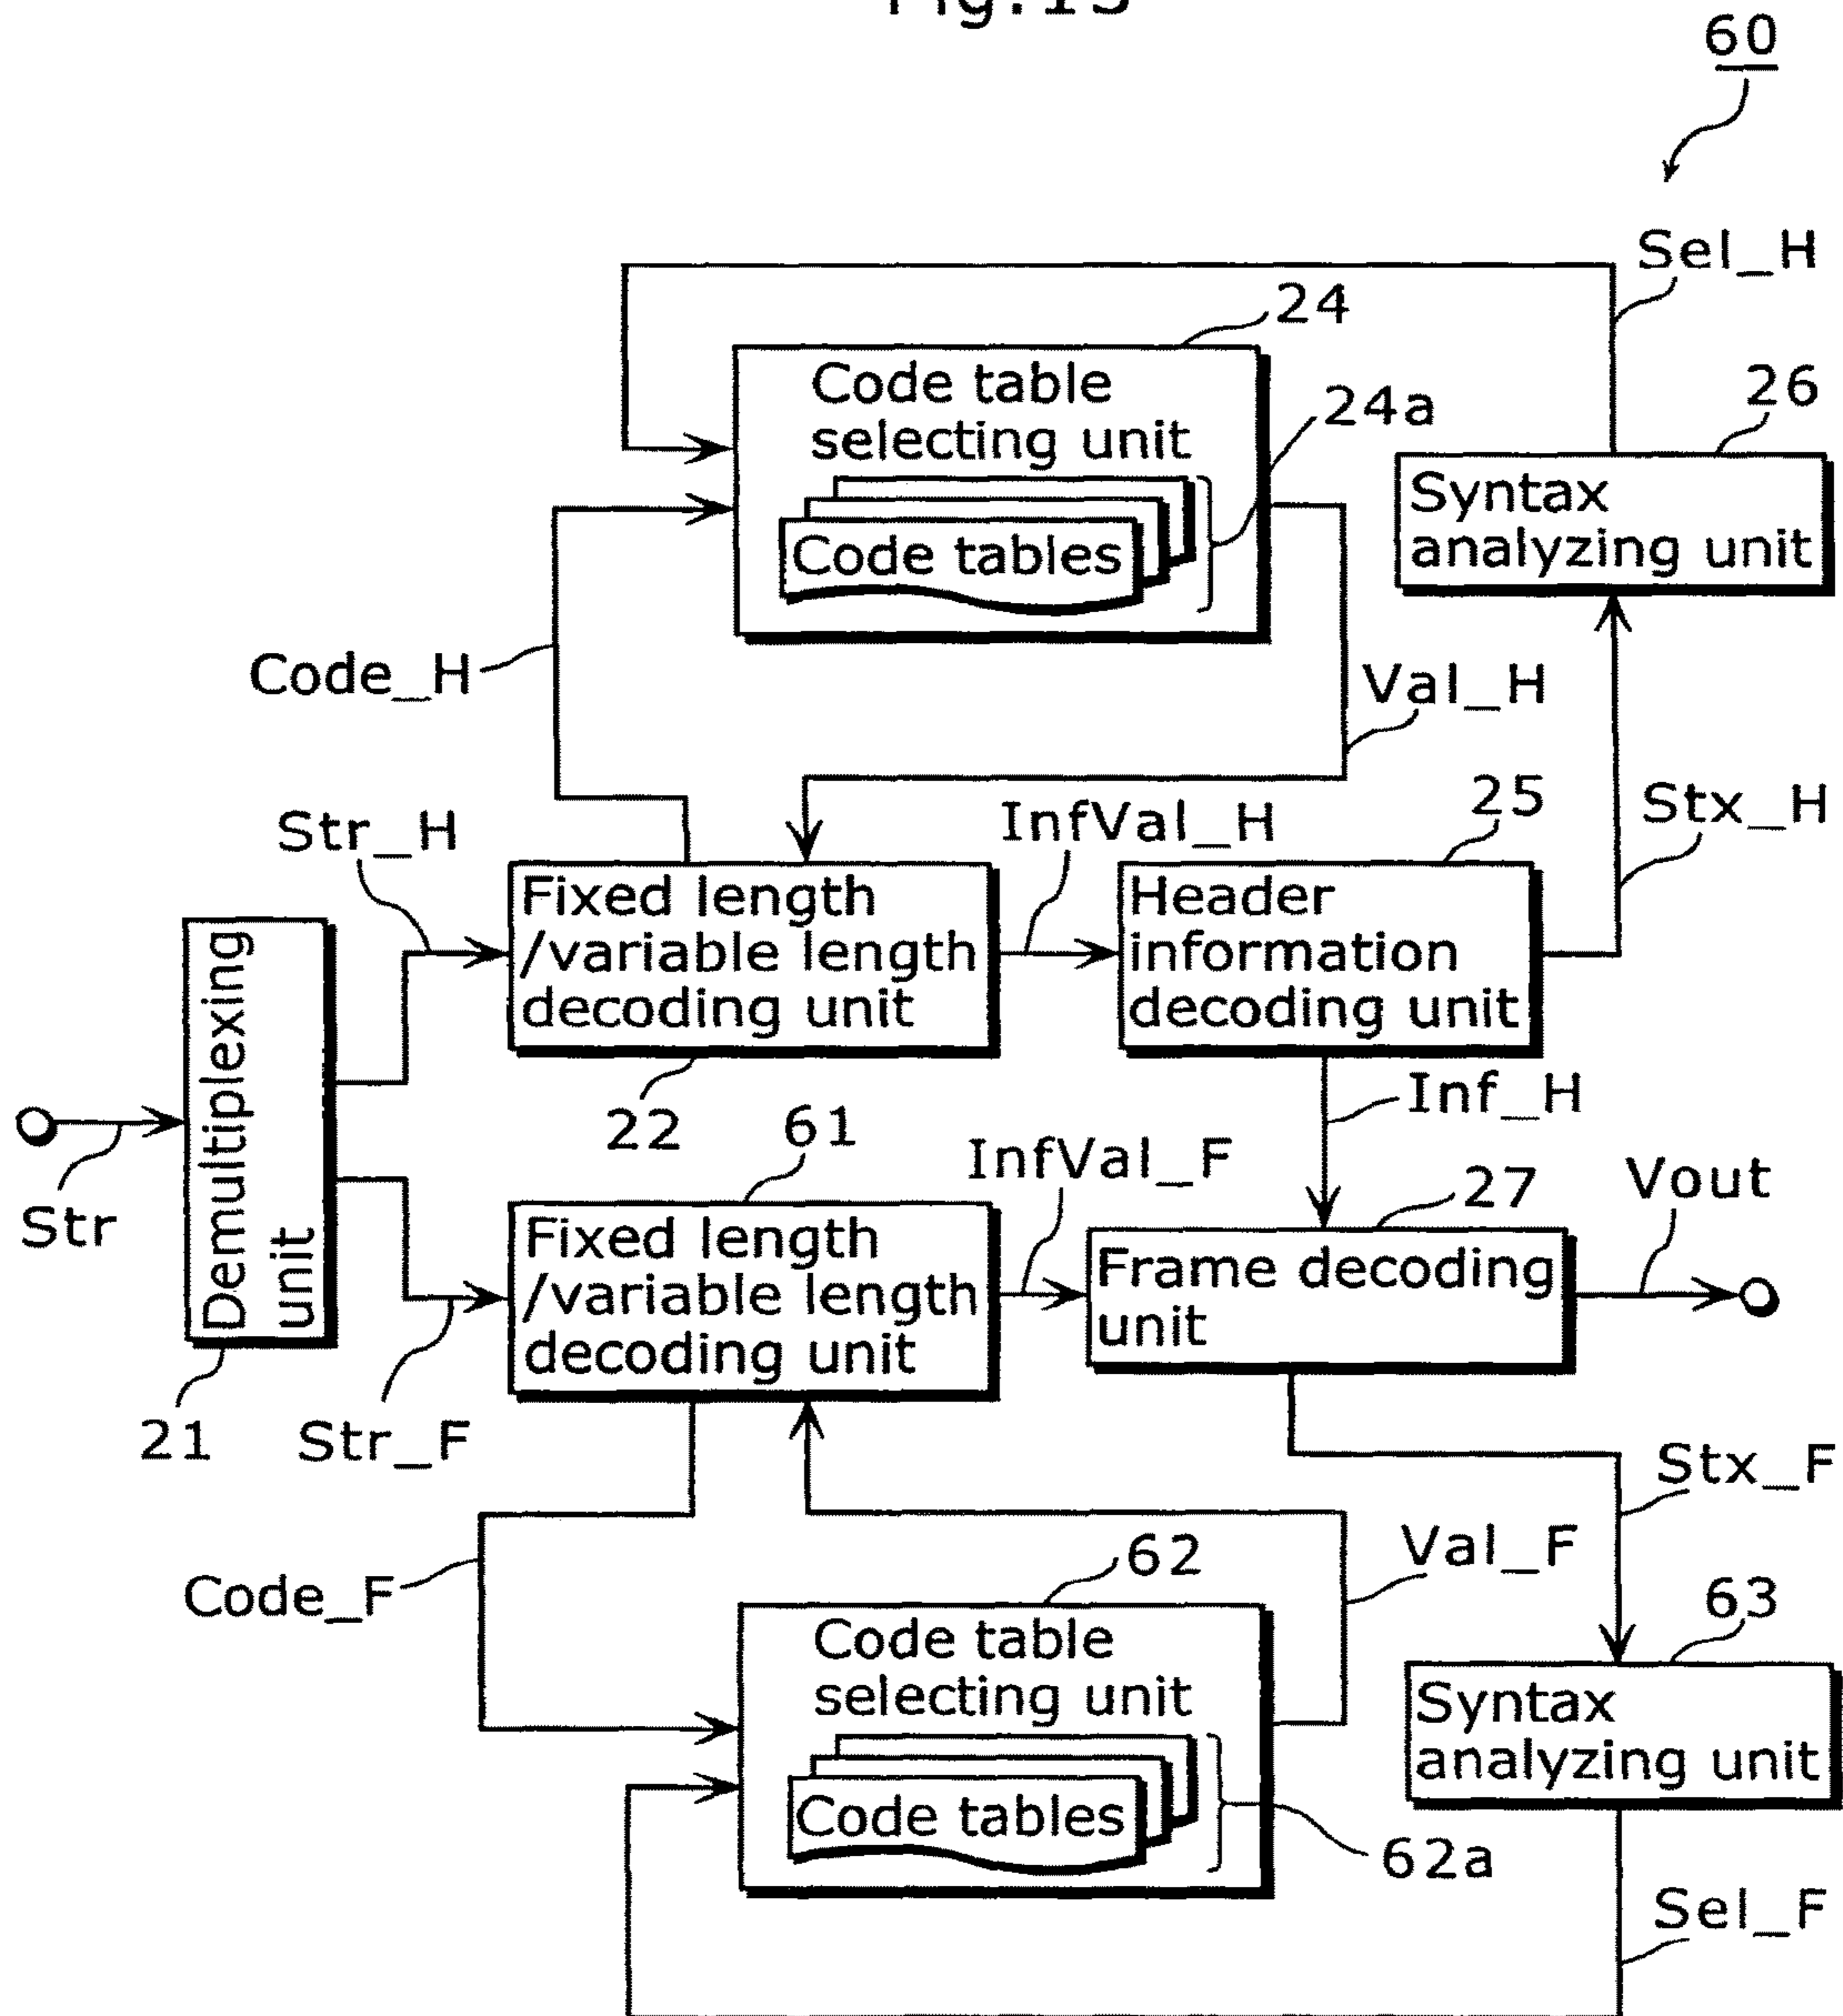 60
Sel_H
24
Code table
selecting unit
24a
26
Code tables
Syntax
analyzing unit
Code_H
Val_H
Str_H
InfVal_H
25
Stx_H
Fixed length
/variable length
decoding unit
Header
information
decoding unit
Demultiplexing
unit
22
Inf_H
61
InfVal_F
27
Vout
Str
Fixed length
/variable length
decoding unit
Frame decoding
unit
21
Str_F
Stx_F
Code_F
62
Val_F
63
Code table
selecting unit
Syntax
analyzing unit
Code tables
62a
Sel_F